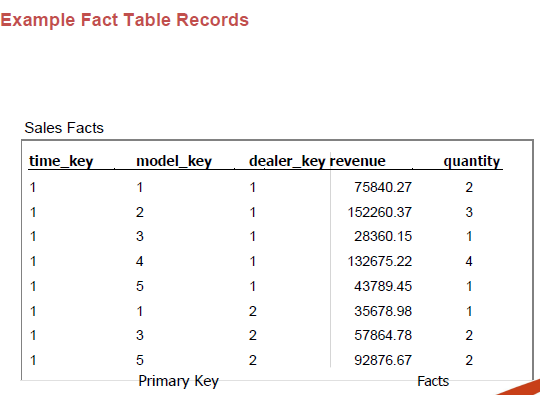 Example Fact Table Records
Sales Facts
time_key model_key dealer_key revenue quantity
1 1 1 75840.27 2
1 2 1 152260.37 3
1 3 1 28360.15 1
1 4 1 132675.22 4
1 5 1 43789.45 1
1 1 2 35678.98 1
1 3 2 57864.78 2
1 5 2 92876.67 2
Primary Key Facts